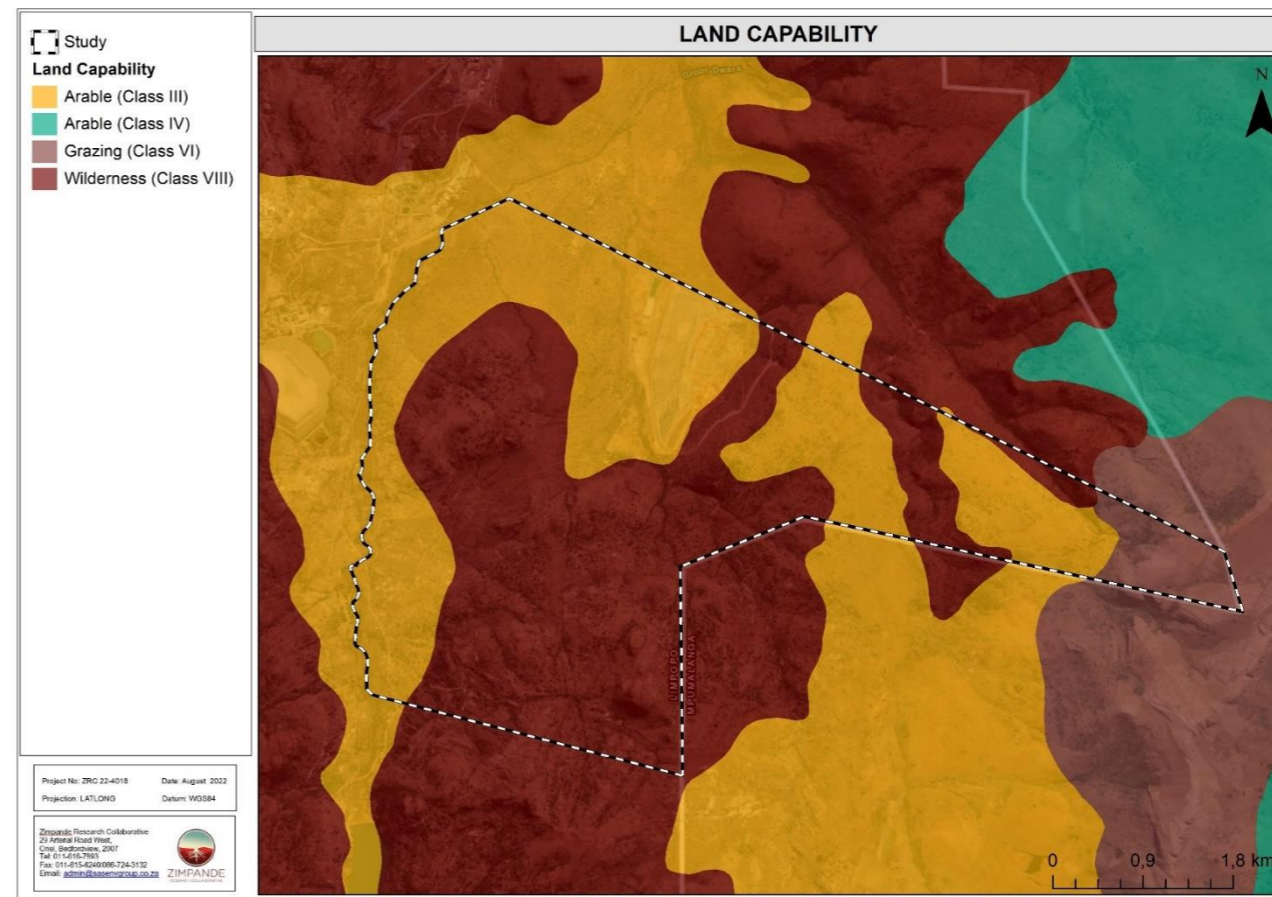 LAND CAPABILITY
Study
Land Capability
Arable (Class III)
Arable (Class IV)
Grazing (Class VI)
Wilderness (Class VIII)
N
LIMPOPO
MPUMALANGA
0 0,9 1,8 km
Project No: ZRC 22-4018 Date: August 2022
Projection: LATLONG Datum: WGS84
Zimpande Research Collaborative
29 Arterial Road West,
Oriel, Bedfordview, 2007
Tel: 011-616-7893
Fax: 011-615-6240/086-724-3132
Email: admin@sasenvgroup.co.za
ZIMPANDE